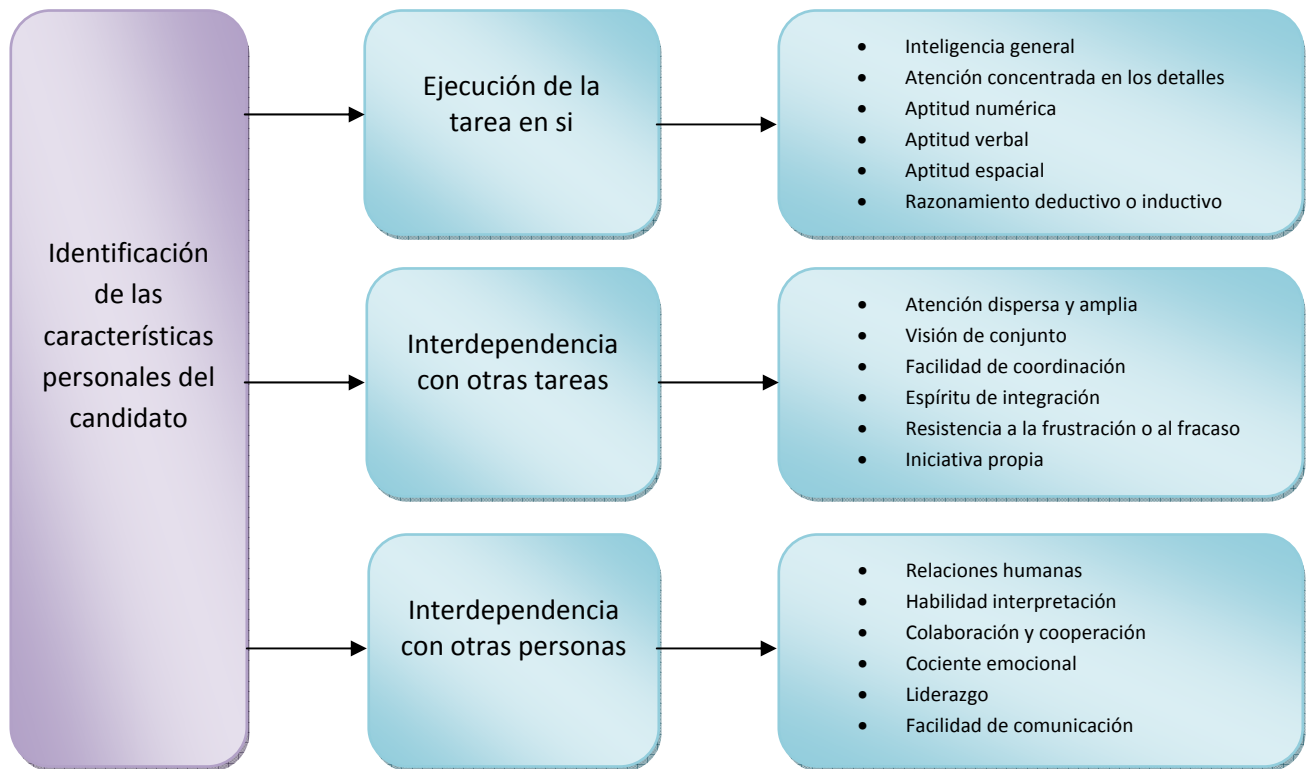 Identificación
de las
características
personales del
candidato
Ejecución de la
tarea en si
• Inteligencia general
• Atención concentrada en los detalles
• Aptitud numérica
• Aptitud verbal
• Aptitud espacial
• Razonamiento deductivo o inductivo
Interdependencia
con otras tareas
• Atención dispersa y amplia
• Visión de conjunto
• Facilidad de coordinación
• Espíritu de integración
• Resistencia a la frustración o al fracaso
• Iniciativa propia
Interdependencia
con otras personas
• Relaciones humanas
• Habilidad interpretación
• Colaboración y cooperación
• Cociente emocional
• Liderazgo
• Facilidad de comunicación